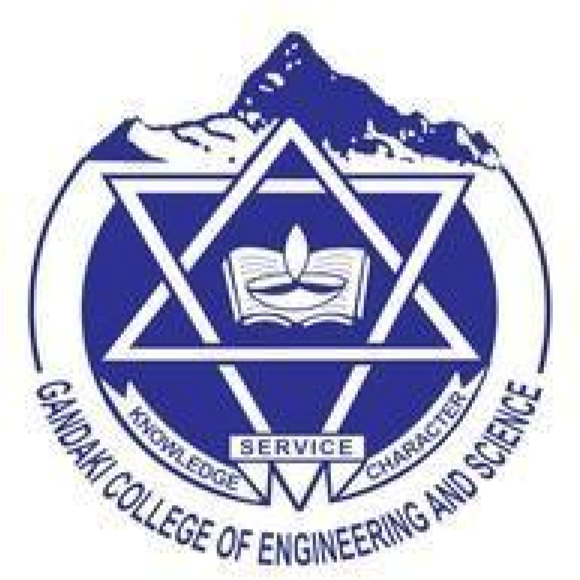 KNOWLEDGE
SERVICE
CHARACTER
GANDAKI COLLEGE OF ENGINEERING AND SCIENCE